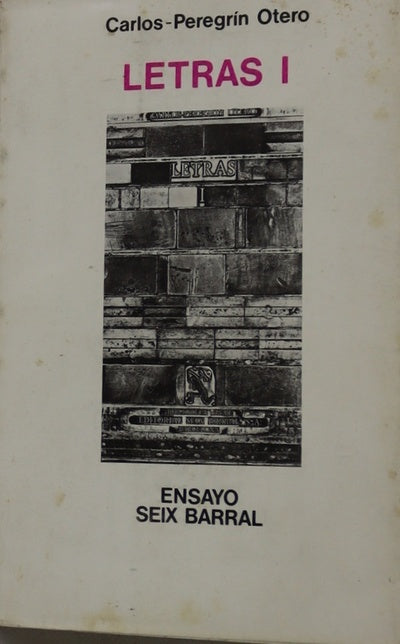 Carlos-Peregrín Otero
LETRAS I
LETRAS
I
ENSAYO
SEIX BARRAL